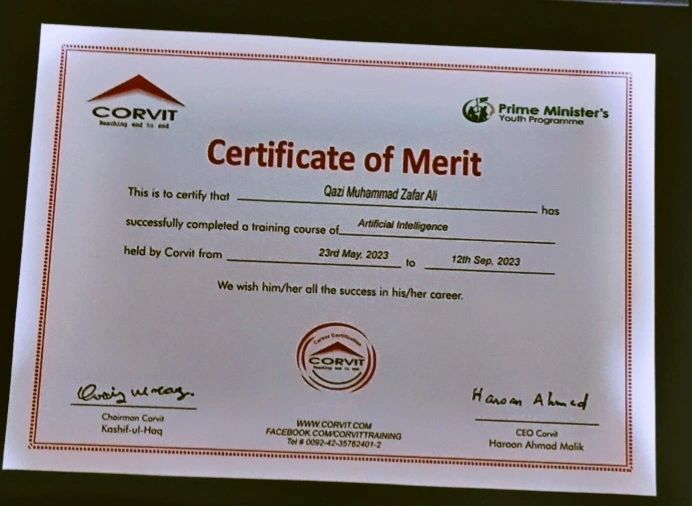 CORVIT
Reaching end to end
Prime Minister's
Youth Programme
Certificate of Merit
This is to certify that Qazi Muhammad Zafar Ali has
successfully completed a training course of Artificial Intelligence
held by Corvit from 23rd May, 2023 to 12th Sep, 2023
We wish him/her all the success in his/her career.
Career Certification
CORVIT
Reaching end to end
Haroon Ahmed
Chairman Corvit
Kashif-ul-Haq
WWW.CORVIT.COM
FACEBOOK.COM/CORVITTRAINING
Tel # 0092-42-35762401-2
CEO Corvit
Haroon Ahmad Malik